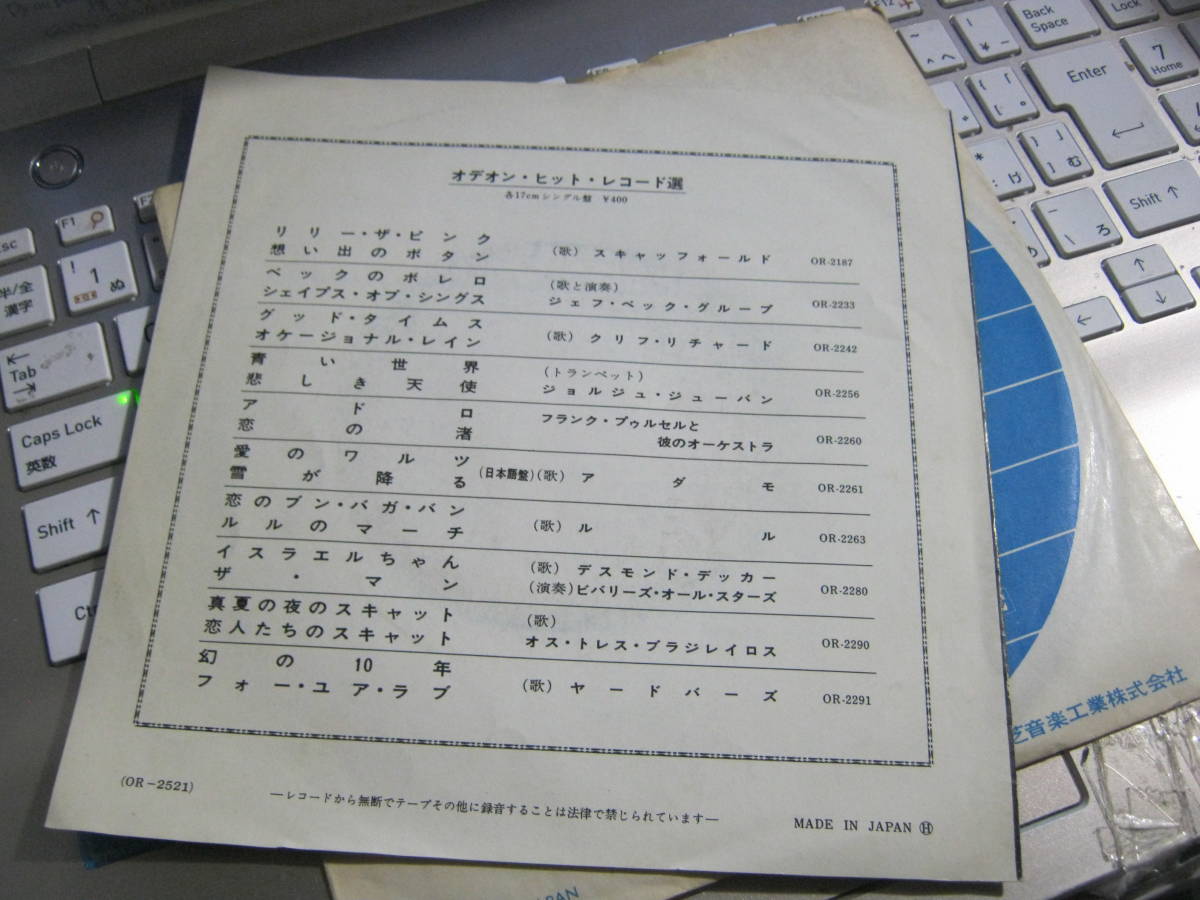 オデオン・ヒット・レコード選
各17cmシングル盤 ¥400
リリー・ザ・ピンク
想い出のボタン (歌) スキャッフォールド OR-2187
ベックのボレロ (歌と演奏)
シェイプス・オブ・シングス ジェフ・ベック・グループ OR-2233
グッド・タイムス
オケージョナル・レイン (歌) クリフ・リチャード OR-2242
青い世界 (トランペット)
悲しき天使 ジョルジュ・ジューバン OR-2256
アドロ フランク・プゥルセルと
恋の渚 彼のオーケストラ OR-2260
愛のワルツ
雪が降る (日本語盤) (歌) アダモ OR-2261
恋のブン・バガ・バン
ルルのマーチ (歌) ルル OR-2263
イスラエルちゃん (歌) デスモンド・デッカー
ザ・マン (演奏) ビバリーズ・オール・スターズ OR-2280
真夏の夜のスキャット (歌)
恋人たちのスキャット オス・トレス・ブラジレイロス OR-2290
幻の10年
フォー・ユア・ラブ (歌) ヤードバーズ OR-2291
(OR-2521)
—レコードから無断でテープその他に録音することは法律で禁じられています—
MADE IN JAPAN Ⓗ
芝音楽工業株式会社
PAN
F1
F12
Back
Space
Lock
Enter
7
Home
Shift ↑
Esc
半/全
漢字
! 1 ぬ
Tab
Caps Lock
英数
Shift ↑
Ctr
む
け
ろ